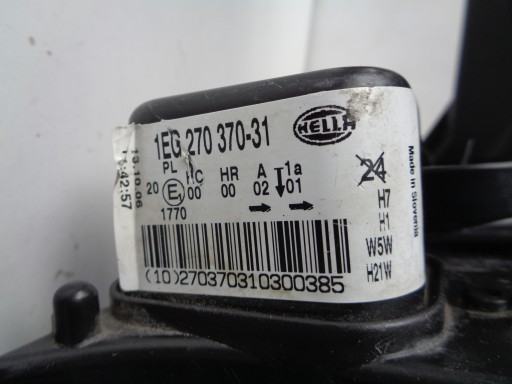 1EG 270 370-31
HELLA
PL HC HR A 1a
20 E1 00 00 02 01
1770
24
H7
H1
W5W
H21W
(10)270370310300385
13.10.06
42:57
Made in Slovenia